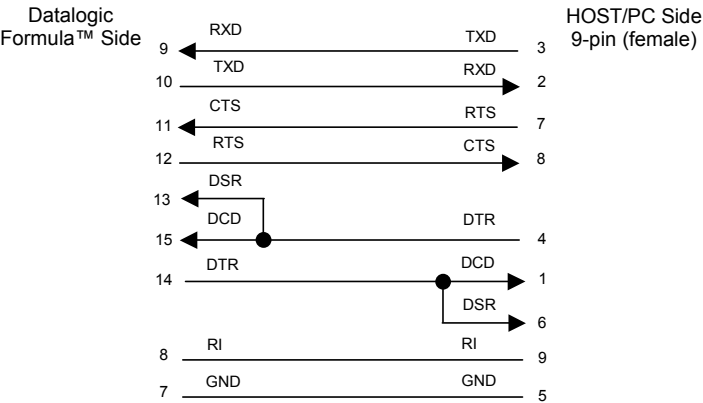 Datalogic
Formula™ Side
HOST/PC Side
9-pin (female)
9 RXD TXD 3
10 TXD RXD 2
11 CTS RTS 7
12 RTS CTS 8
13 DSR
15 DCD DTR 4
14 DTR DCD 1
DSR 6
8 RI RI 9
7 GND GND 5